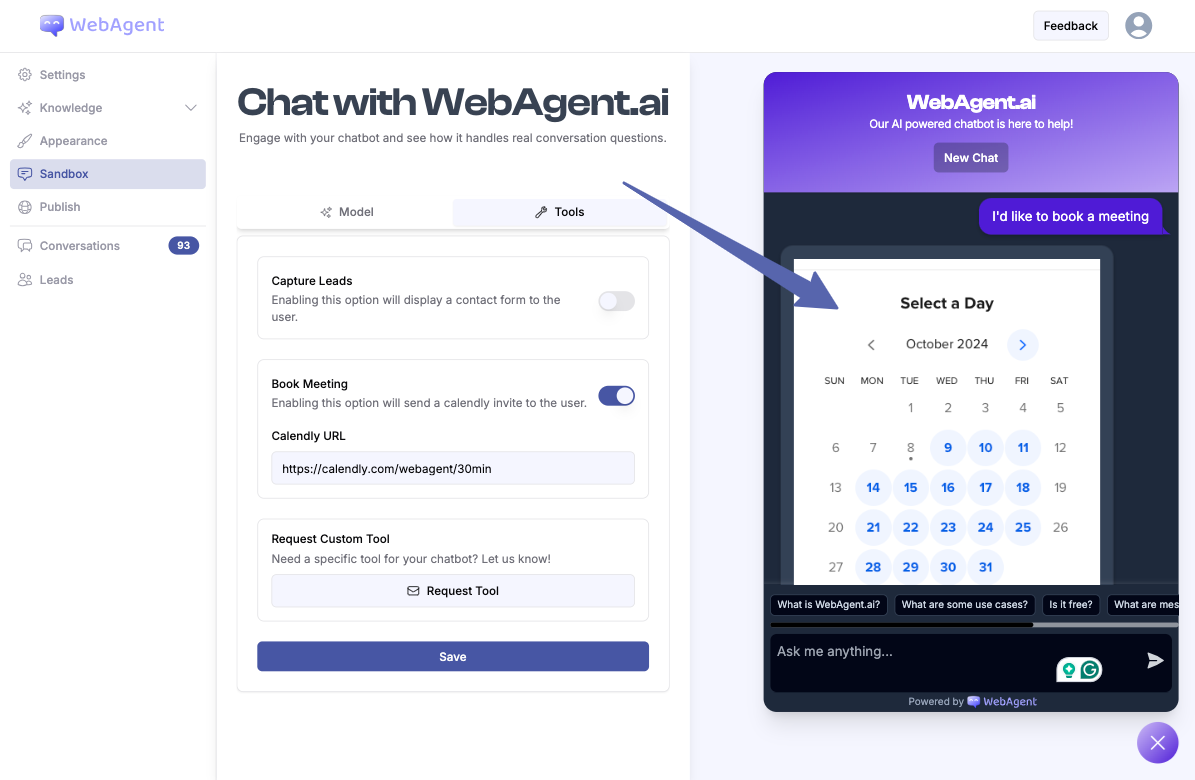 WebAgent
Feedback
Settings
Knowledge
Appearance
Sandbox
Publish
Conversations 93
Leads
Chat with WebAgent.ai
Engage with your chatbot and see how it handles real conversation questions.
Model
Tools
Capture Leads
Enabling this option will display a contact form to the
user.
Book Meeting
Enabling this option will send a calendly invite to the user.
Calendly URL
https://calendly.com/webagent/30min
Request Custom Tool
Need a specific tool for your chatbot? Let us know!
Request Tool
Save
WebAgent.ai
Our AI powered chatbot is here to help!
New Chat
I'd like to book a meeting
Select a Day
October 2024
SUN MON TUE WED THU FRI SAT
1 2 3 4 5
6 7 8 9 10 11 12
13 14 15 16 17 18 19
20 21 22 23 24 25 26
27 28 29 30 31
What is WebAgent.ai? What are some use cases? Is it free? What are mes
Ask me anything...
Powered by WebAgent